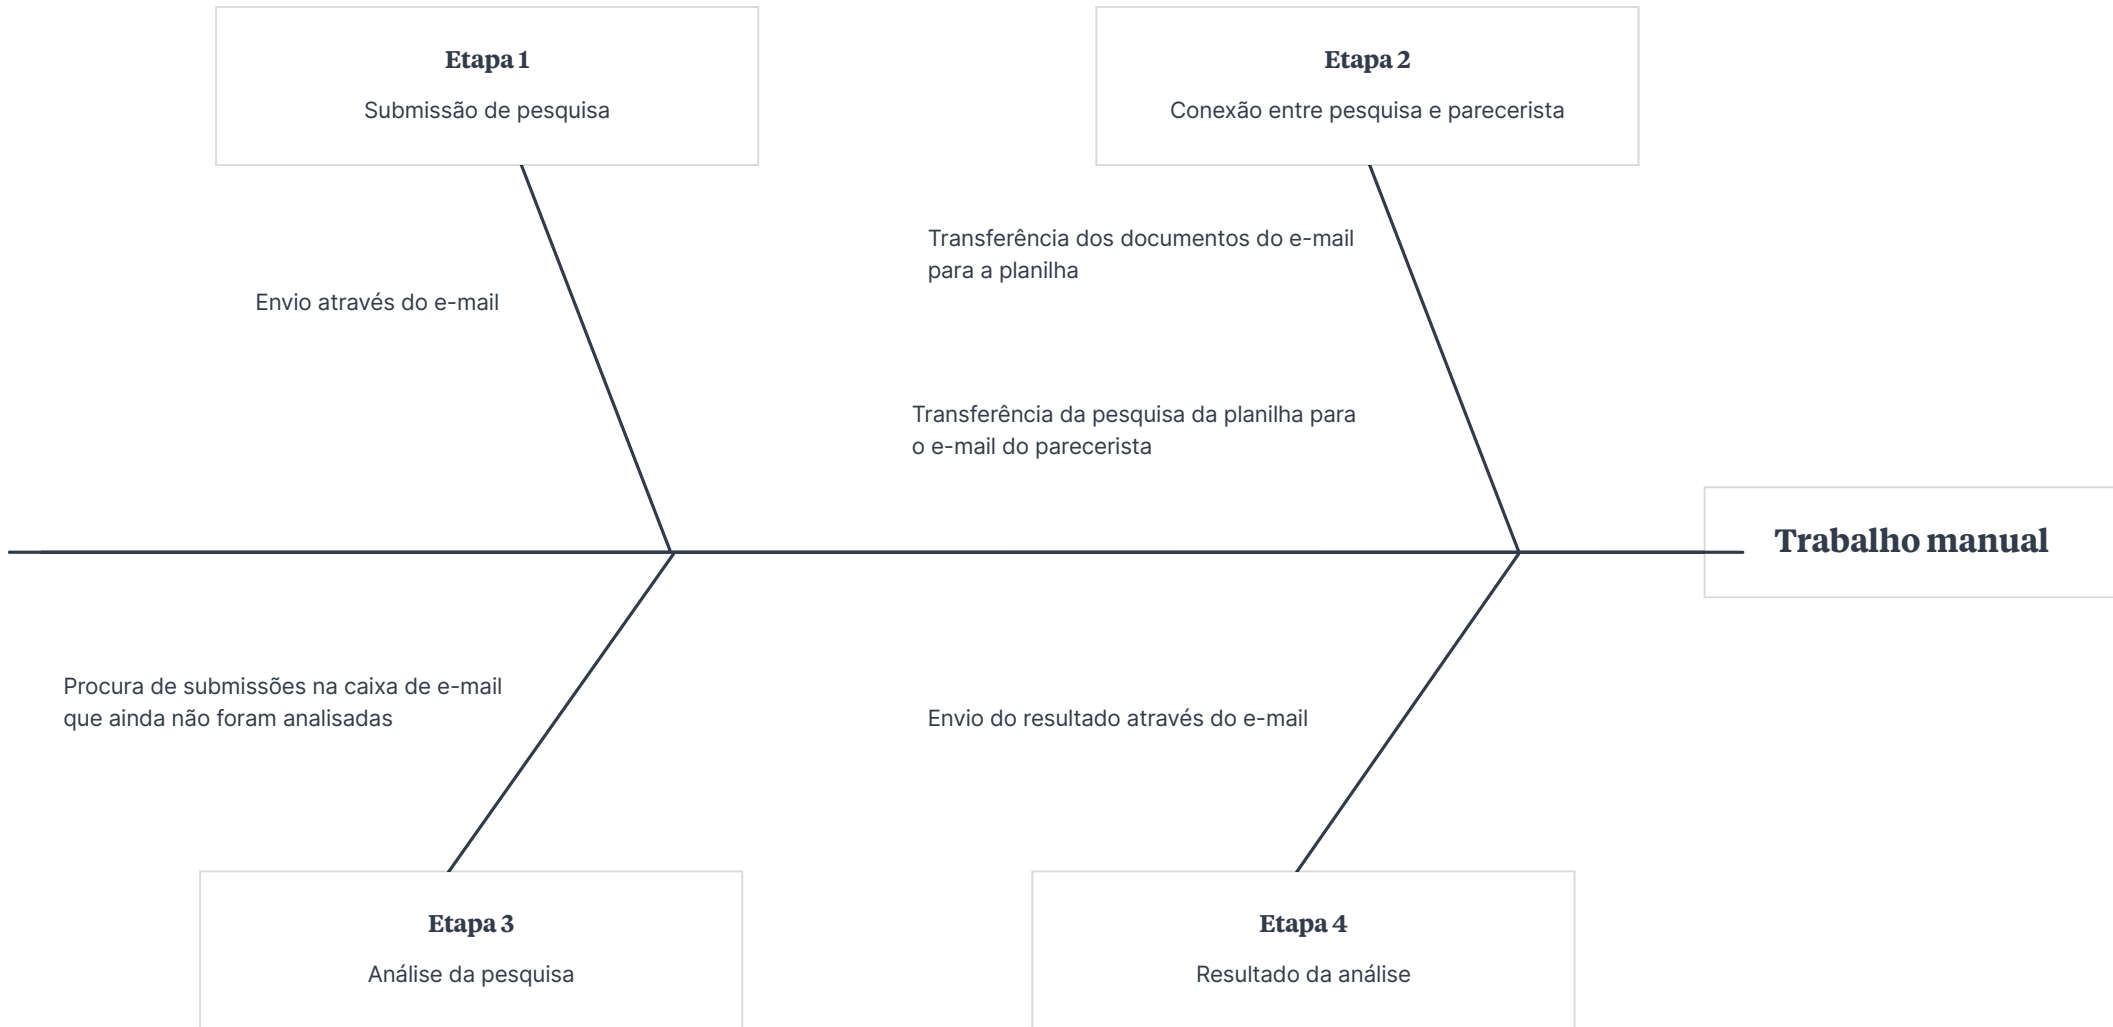 Etapa 1
Submissão de pesquisa
Etapa 2
Conexão entre pesquisa e parecerista
Envio através do e-mail
Transferência dos documentos do e-mail
para a planilha
Transferência da pesquisa da planilha para
o e-mail do parecerista
Trabalho manual
Procura de submissões na caixa de e-mail
que ainda não foram analisadas
Envio do resultado através do e-mail
Etapa 3
Análise da pesquisa
Etapa 4
Resultado da análise